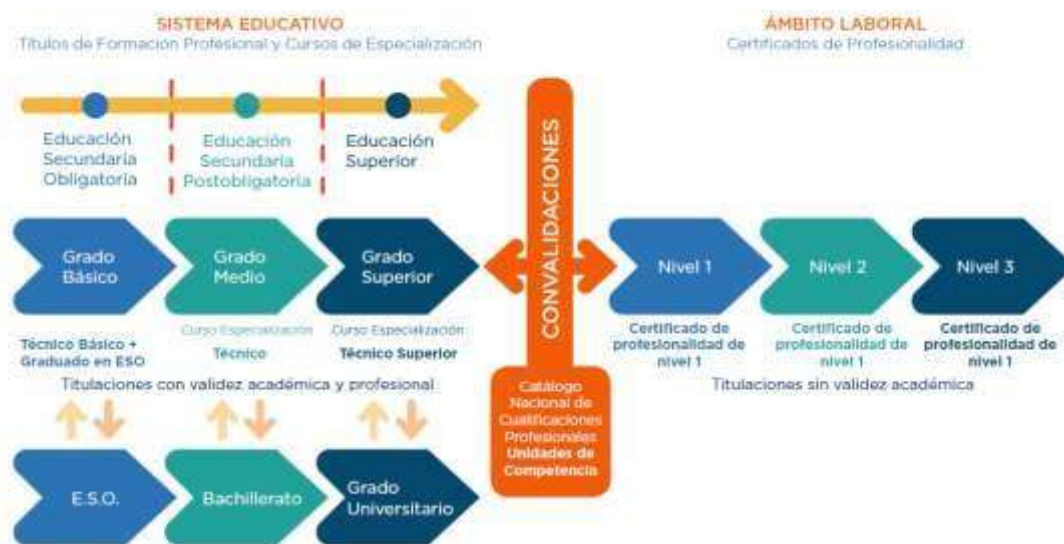 SISTEMA EDUCATIVO
Títulos de Formación Profesional y Cursos de Especialización
ÁMBITO LABORAL
Certificados de Profesionalidad
Educación
Secundaria
Obligatoria
Educación
Secundaria
Postobligatoria
Educación
Superior
Grado
Básico
Grado
Medio
Grado
Superior
CONVALIDACIONES
Nivel 1
Nivel 2
Nivel 3
Técnico Básico +
Graduado en ESO
Curso Especialización
Técnico
Curso Especialización
Técnico Superior
Certificado de
profesionalidad de
nivel 1
Certificado de
profesionalidad de
nivel 1
Certificado de
profesionalidad de
nivel 1
Titulaciones con validez académica y profesional
Titulaciones sin validez académica
Catálogo
Nacional de
Cualificaciones
Profesionales
Unidades de
Competencia
E.S.O.
Bachillerato
Grado
Universitario